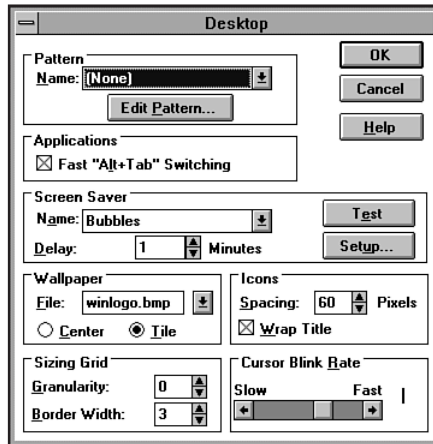 Desktop
Pattern
Name: (None)
Edit Pattern...
OK
Cancel
Help
Applications
Fast "Alt+Tab" Switching
Screen Saver
Name: Bubbles
Delay: 1 Minutes
Test
Setup...
Wallpaper
File: winlogo.bmp
Center Tile
Icons
Spacing: 60 Pixels
Wrap Title
Sizing Grid
Granularity: 0
Border Width: 3
Cursor Blink Rate
Slow Fast